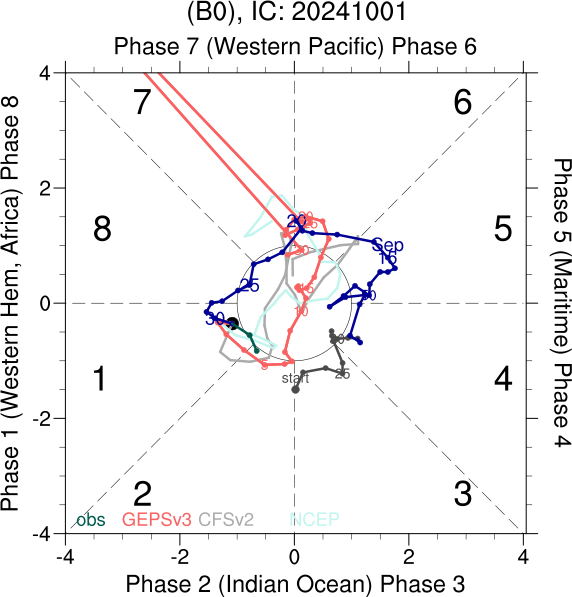 (B0), IC: 20241001
Phase 7 (Western Pacific) Phase 6
Phase 1 (Western Hem, Africa) Phase 8
Phase 5 (Maritime) Phase 4
4
2
0
-2
-4
7
6
8
5
1
4
2
3
Sep
15
20
25
30
start
25
5
10
obs GEPSv3 CFSv2 NCEP
-4 -2 0 2 4
Phase 2 (Indian Ocean) Phase 3